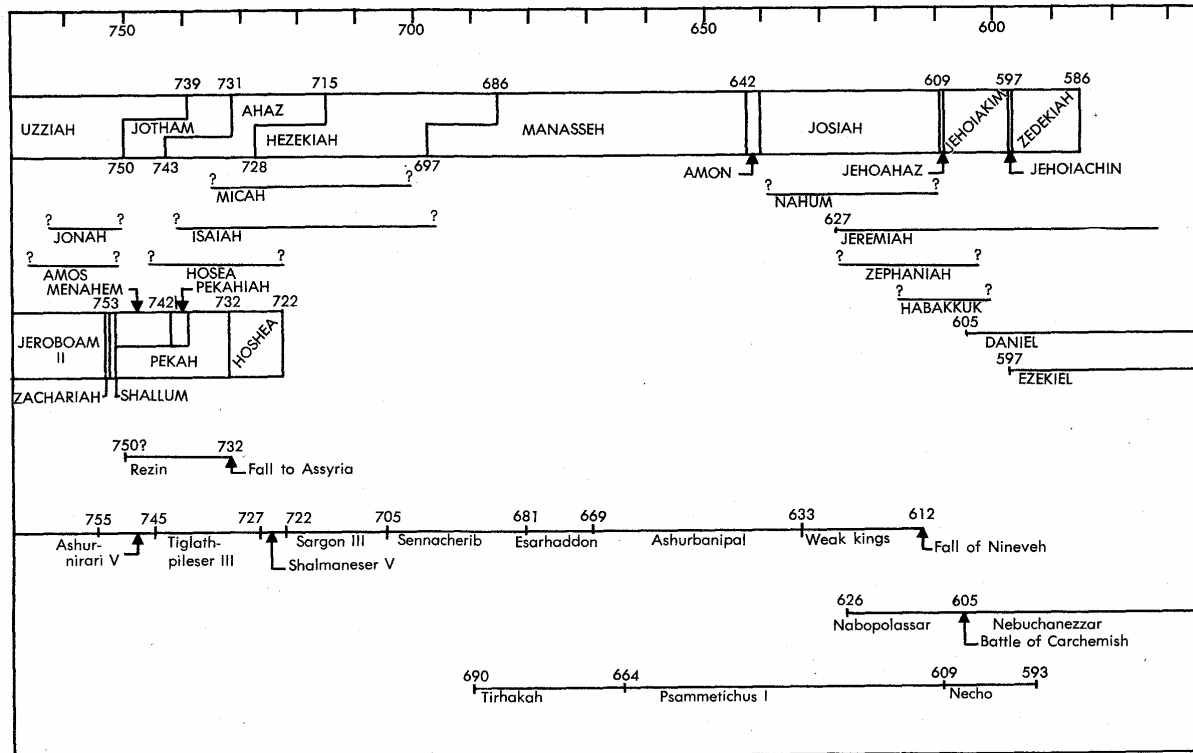 750 700 650 600
739 731 715 686 642 609 597 586
UZZIAH JOTHAM AHAZ HEZEKIAH MANASSEH JOSIAH JEHOIAKIM ZEDEKIAH
750 743 728 697
AMON JEHOAHAZ JEHOIACHIN
? ?
MICAH
? ?
JONAH
? ?
ISAIAH
? ?
AMOS
? ?
HOSEA
NAHUM
627
JEREMIAH
? ?
ZEPHANIAH
? ?
HABAKKUK
605
DANIEL
597
EZEKIEL
MENAHEM PEKAHIAH
753 742 732 722
JEROBOAM
II
PEKAH HOSHEA
ZACHARIAH SHALLUM
750? 732
Rezin Fall to Assyria
755 745 727 722 705 681 669 633 612
Ashur-
nirari V
Tiglath-
pileser III
Shalmaneser V
Sargon III Sennacherib Esarhaddon Ashurbanipal Weak kings Fall of Nineveh
626 605
Nabopolassar Nebuchanezzar
Battle of Carchemish
690 664 609 593
Tirhakah Psammetichus I Necho